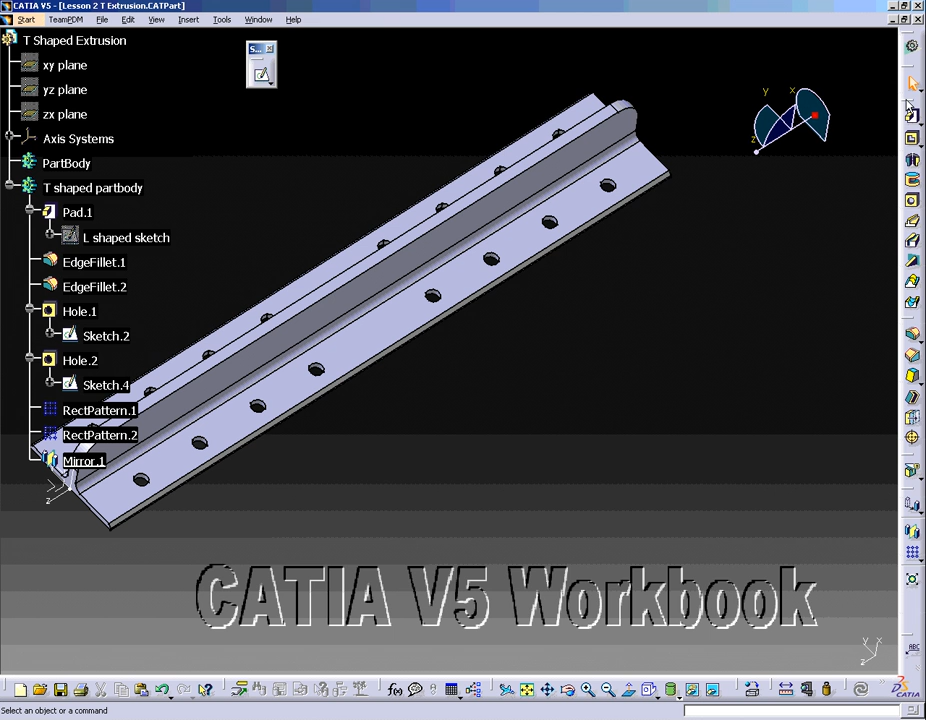 CATIA V5 - [Lesson 2 T Extrusion.CATPart]
Start TeamPDM File Edit View Insert Tools Window Help
T Shaped Extrusion
S...
xy plane
yz plane
y x
zx plane
Axis Systems
z
PartBody
T shaped partbody
Pad.1
L shaped sketch
EdgeFillet.1
EdgeFillet.2
Hole.1
Sketch.2
Hole.2
Sketch.4
RectPattern.1
RectPattern.2
Mirror.1
z
CATIA V5 Workbook
y x
z
ABC
f(x)
CATIA
Select an object or a command